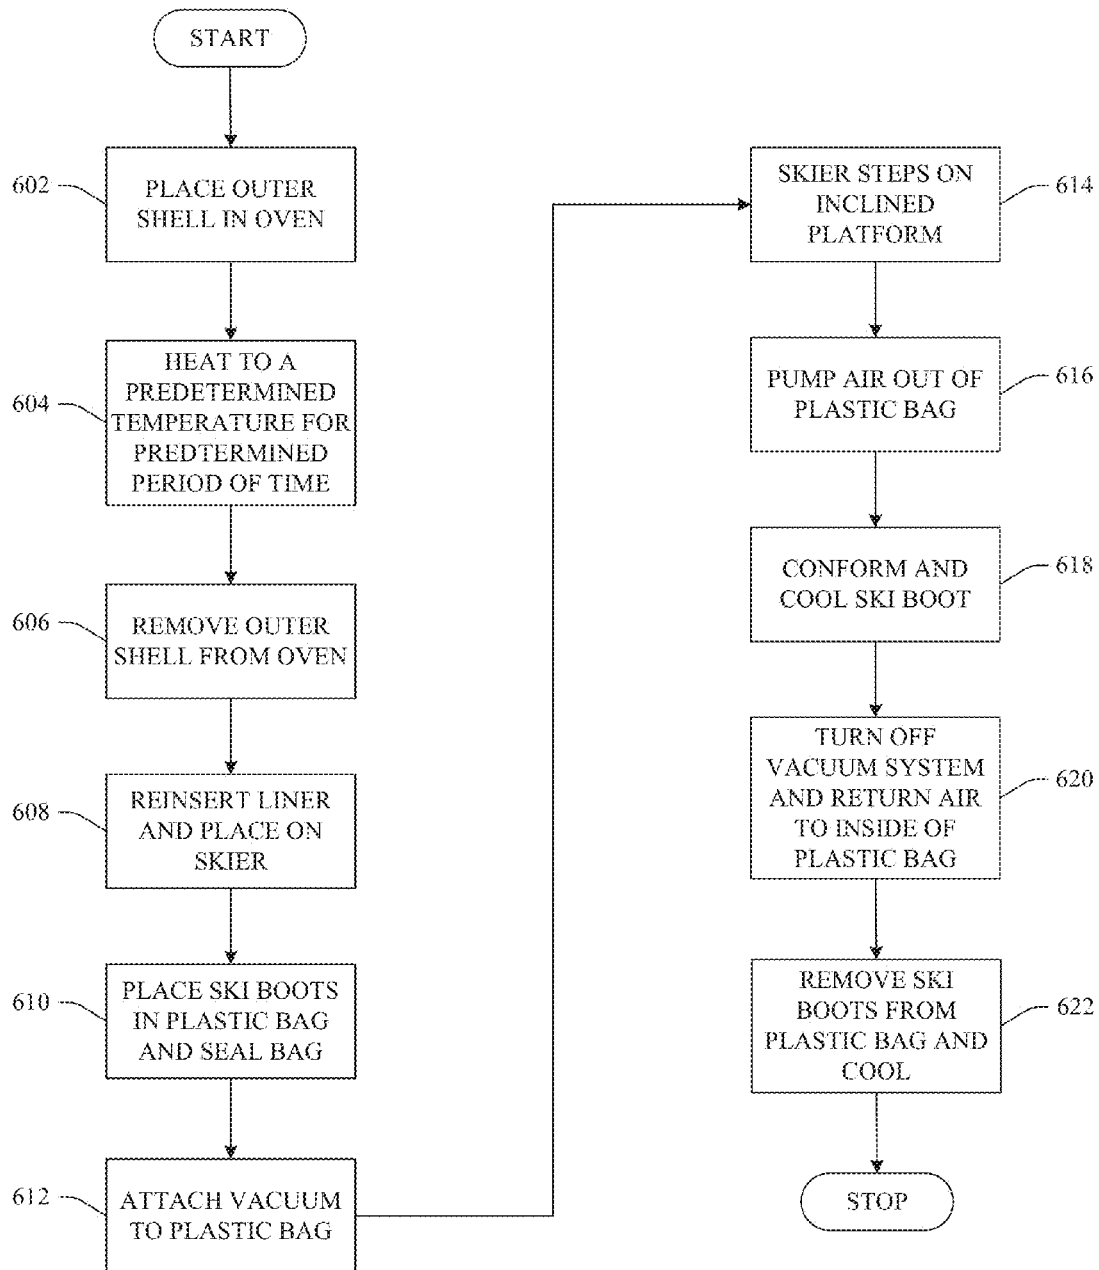 START
602
PLACE OUTER
SHELL IN OVEN
604
HEAT TO A
PREDETERMINED
TEMPERATURE FOR
PREDTERMINED
PERIOD OF TIME
606
REMOVE OUTER
SHELL FROM OVEN
608
REINSERT LINER
AND PLACE ON
SKIER
610
PLACE SKI BOOTS
IN PLASTIC BAG
AND SEAL BAG
612
ATTACH VACUUM
TO PLASTIC BAG
SKIER STEPS ON
INCLINED
PLATFORM
614
PUMP AIR OUT OF
PLASTIC BAG
616
CONFORM AND
COOL SKI BOOT
618
TURN OFF
VACUUM SYSTEM
AND RETURN AIR
TO INSIDE OF
PLASTIC BAG
620
REMOVE SKI
BOOTS FROM
PLASTIC BAG AND
COOL
622
STOP